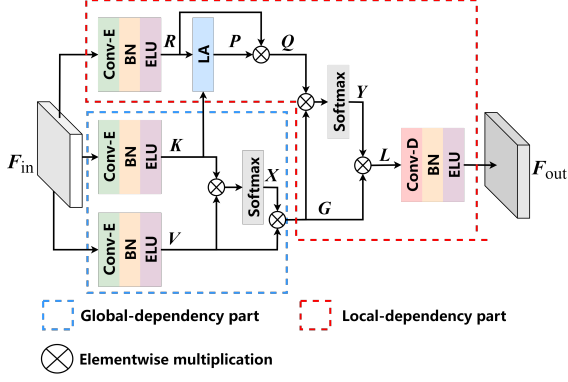 Conv-E
BN
ELU
R
LA
P
Q
Softmax
Y
F_in
Conv-E
BN
ELU
K
Softmax
X
G
L
Conv-D
BN
ELU
F_out
Conv-E
BN
ELU
V
Global-dependency part
Local-dependency part
Elementwise multiplication